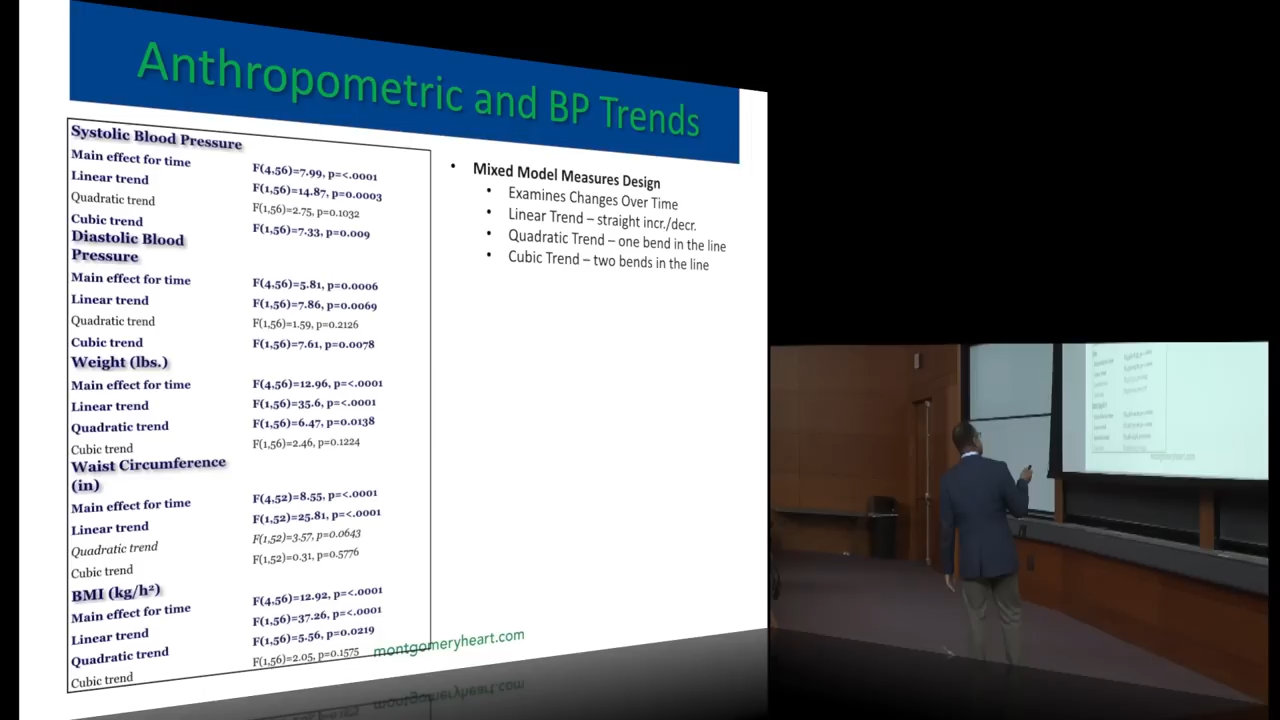 Anthropometric and BP Trends
Systolic Blood Pressure
Main effect for time F(4,56)=7.99, p=<.0001
Linear trend F(1,56)=14.87, p=0.0003
Quadratic trend F(1,56)=2.75, p=0.1032
Cubic trend F(1,56)=7.33, p=0.009
Diastolic Blood
Pressure
Main effect for time F(4,56)=5.81, p=0.0006
Linear trend F(1,56)=7.86, p=0.0069
Quadratic trend F(1,56)=1.59, p=0.2126
Cubic trend F(1,56)=7.61, p=0.0078
Weight (lbs.)
Main effect for time F(4,56)=12.96, p=<.0001
Linear trend F(1,56)=35.6, p=<.0001
Quadratic trend F(1,56)=6.47, p=0.0138
Cubic trend F(1,56)=2.46, p=0.1224
Waist Circumference
(in)
Main effect for time F(4,52)=8.55, p=<.0001
Linear trend F(1,52)=25.81, p=<.0001
Quadratic trend F(1,52)=3.57, p=0.0643
Cubic trend F(1,52)=0.31, p=0.5776
BMI (kg/h²)
Main effect for time F(4,56)=12.92, p=<.0001
Linear trend F(1,56)=37.26, p=<.0001
Quadratic trend F(1,56)=5.56, p=0.0219
Cubic trend F(1,56)=2.05, p=0.1575
• Mixed Model Measures Design
• Examines Changes Over Time
• Linear Trend – straight incr./decr.
• Quadratic Trend – one bend in the line
• Cubic Trend – two bends in the line
montgomeryheart.com